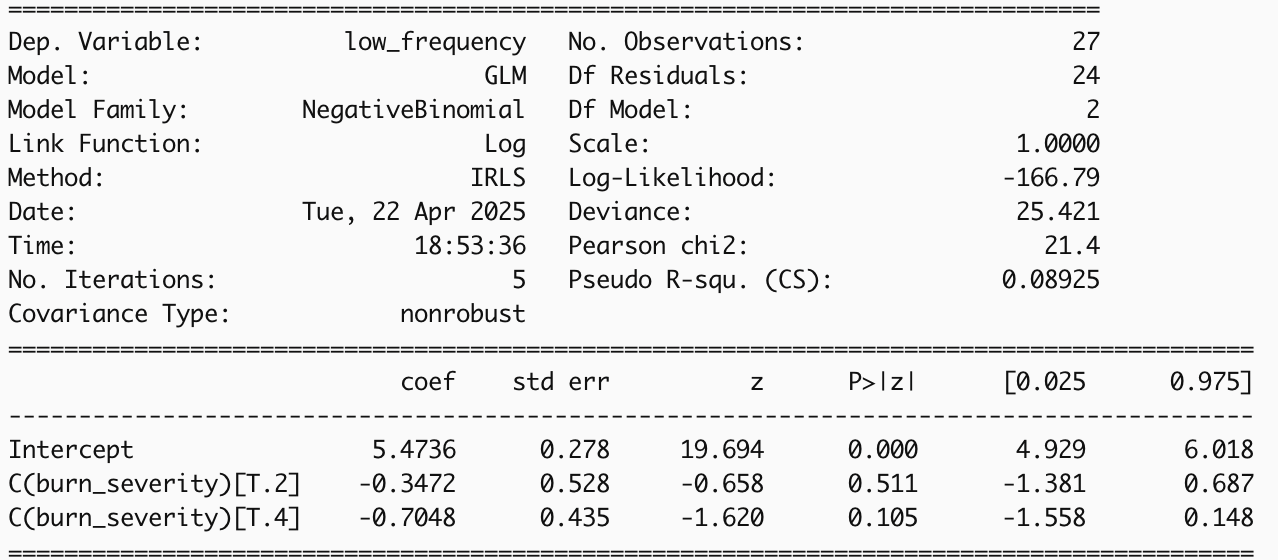 ==============================================================================
Dep. Variable:          low_frequency   No. Observations:                   27
Model:                            GLM   Df Residuals:                       24
Model Family:        NegativeBinomial   Df Model:                            2
Link Function:                    Log   Scale:                          1.0000
Method:                          IRLS   Log-Likelihood:                -166.79
Date:                Tue, 22 Apr 2025   Deviance:                       25.421
Time:                        18:53:36   Pearson chi2:                     21.4
No. Iterations:                     5   Pseudo R-squ. (CS):            0.08925
Covariance Type:            nonrobust
=========================================================================================
                            coef    std err          z      P>|z|      [0.025      0.975]
-----------------------------------------------------------------------------------------
Intercept                 5.4736      0.278     19.694      0.000       4.929       6.018
C(burn_severity)[T.2]    -0.3472      0.528     -0.658      0.511      -1.381       0.687
C(burn_severity)[T.4]    -0.7048      0.435     -1.620      0.105      -1.558       0.148
=========================================================================================